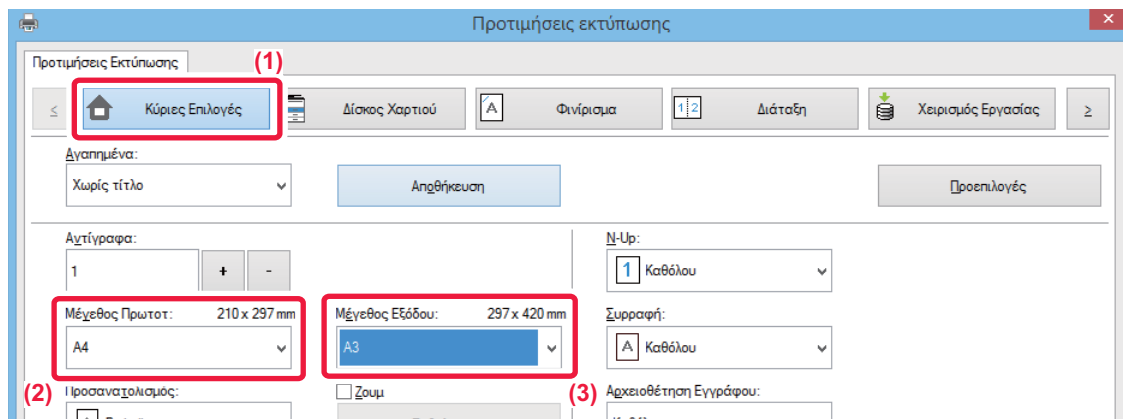 Προτιμήσεις εκτύπωσης
Προτιμήσεις Εκτύπωσης
(1)
< Κύριες Επιλογές Δίσκος Χαρτιού Φινίρισμα Διάταξη Χειρισμός Εργασίας >
Αγαπημένα:
Χωρίς τίτλο Αποθήκευση Προεπιλογές
Αντίγραφα: N-Up:
1 + - 1 Καθόλου
Μέγεθος Πρωτοτ: 210 x 297 mm Μέγεθος Εξόδου: 297 x 420 mm Συρραφή:
A4 A3 Καθόλου
(2) Προσανατολισμός: Ζουμ (3) Αρχειοθέτηση Εγγράφου: